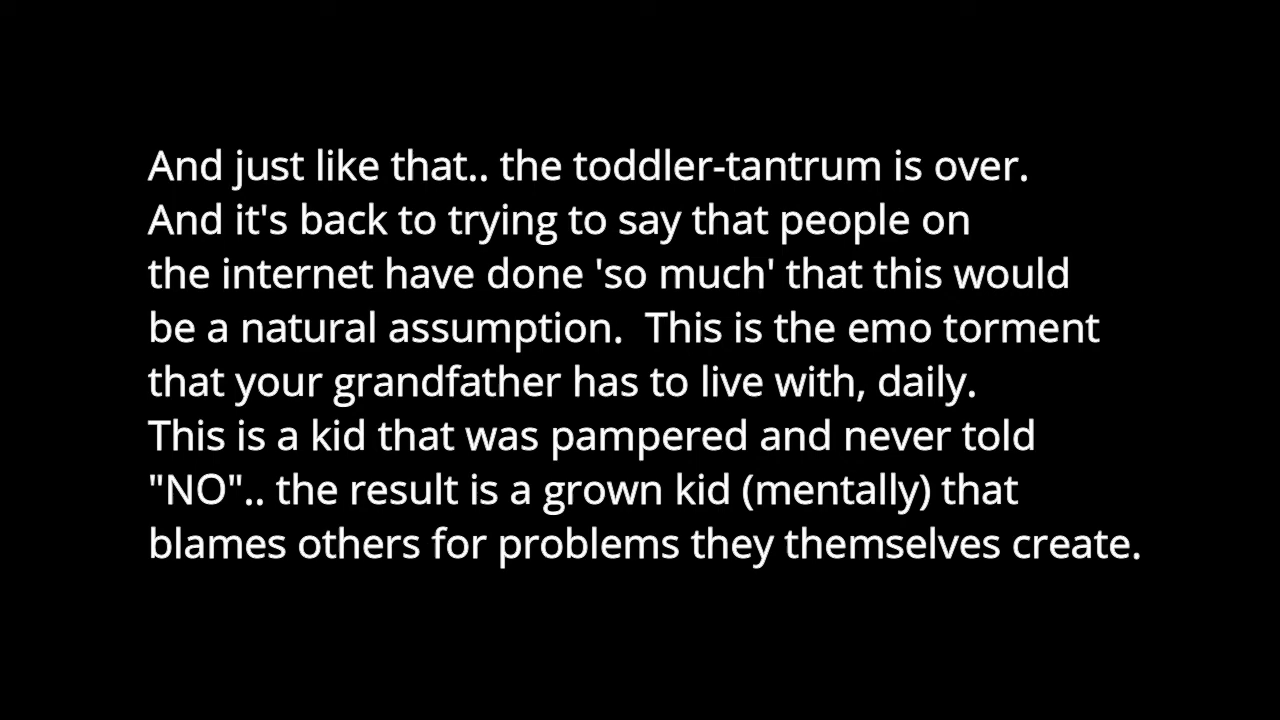 And just like that.. the toddler-tantrum is over.
And it's back to trying to say that people on
the internet have done 'so much' that this would
be a natural assumption.  This is the emo torment
that your grandfather has to live with, daily.
This is a kid that was pampered and never told
"NO".. the result is a grown kid (mentally) that
blames others for problems they themselves create.